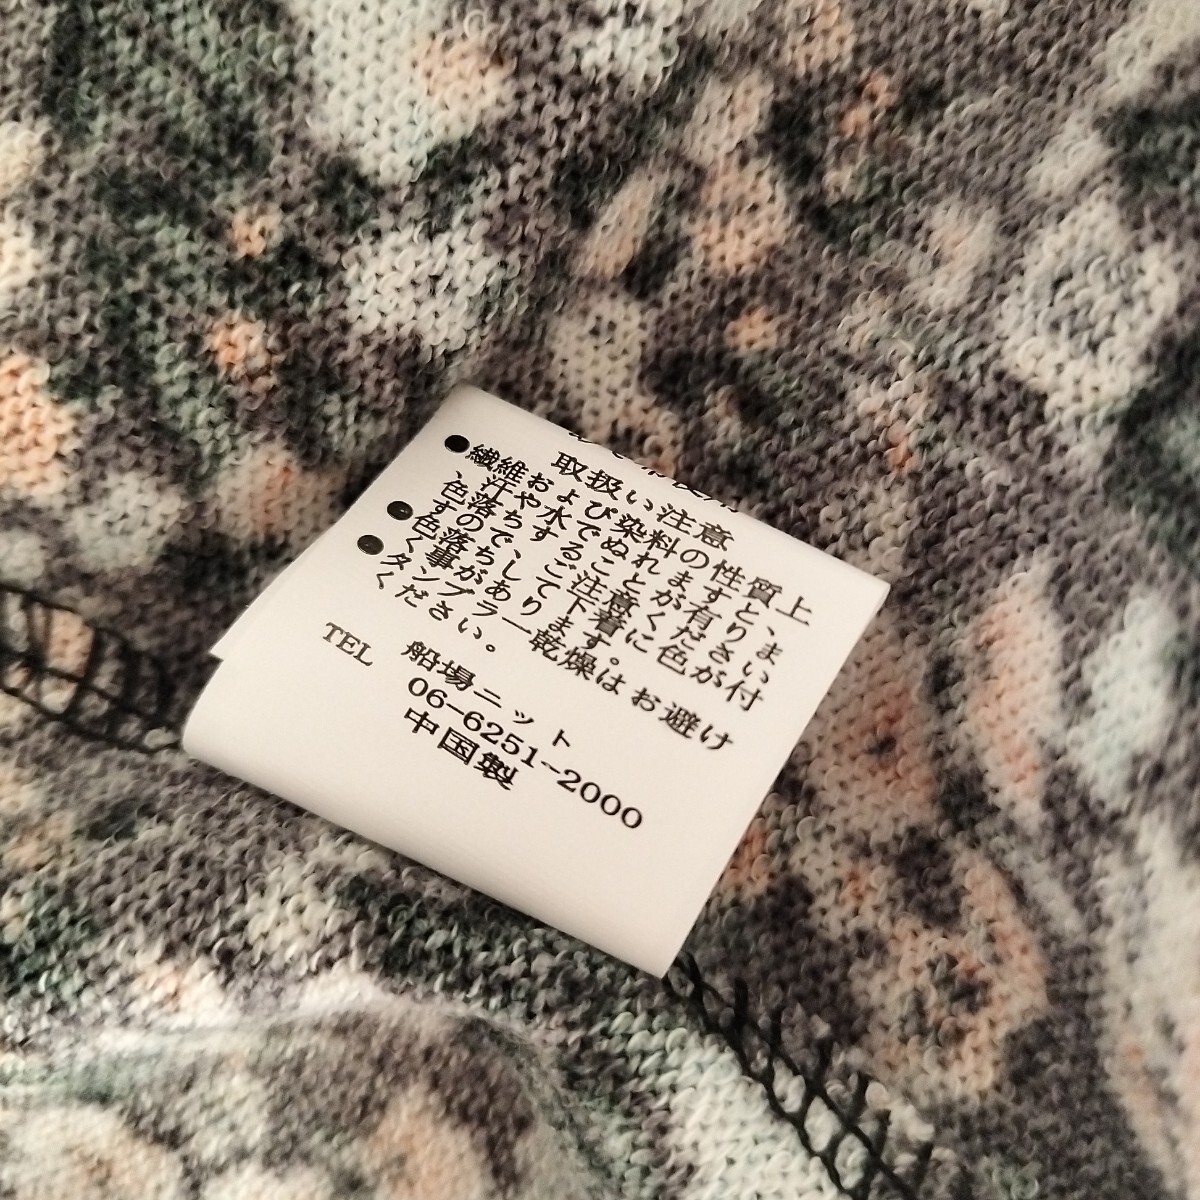 取扱い注意
●繊維および染料の性質上
、汗や水でぬれますと、ま
色落ちすることが有りま
すので、ご注意ください
●色落ちして下着に色が付
く事があります。
●タンブラー乾燥はお避け
ください。
船場ニット
TEL 06-6251-2000
中国製